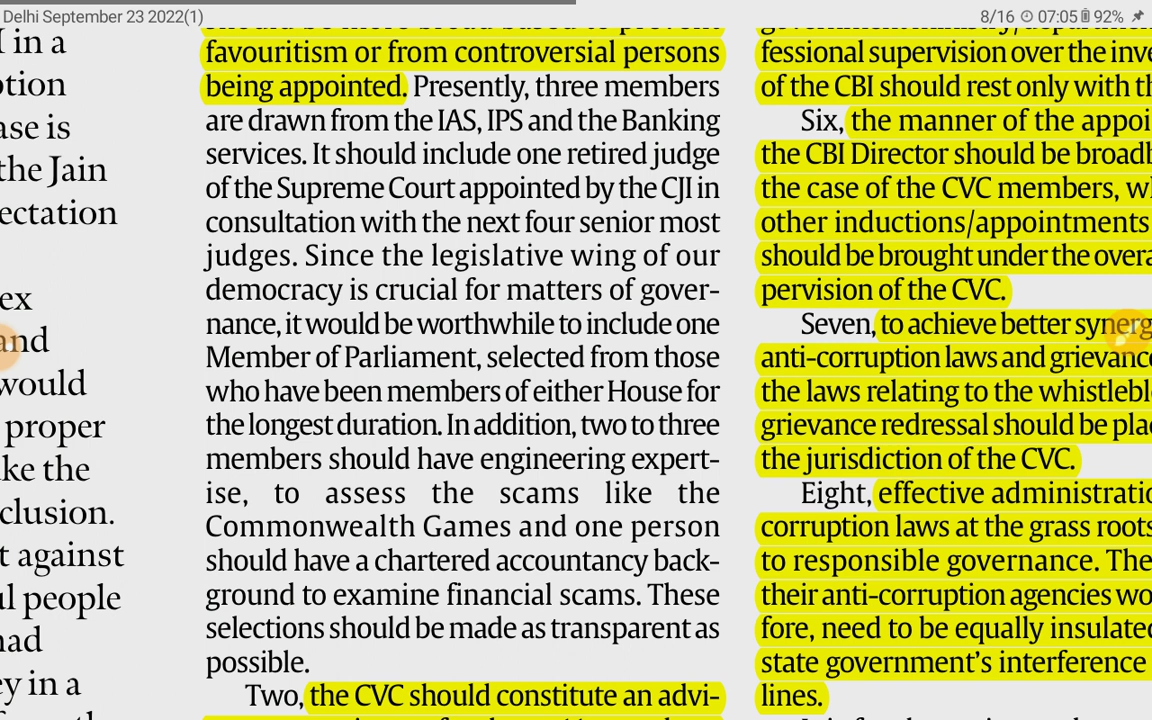 Delhi September 23 2022(1)
8/16 07:05 92%
I in a
ption
ase is
the Jain
ectation
ex
and
would
proper
ke the
clusion.
t against
ul people
had
ey in a
should be more broad based to prevent
favouritism or from controversial persons
being appointed. Presently, three members
are drawn from the IAS, IPS and the Banking
services. It should include one retired judge
of the Supreme Court appointed by the CJI in
consultation with the next four senior most
judges. Since the legislative wing of our
democracy is crucial for matters of gover-
nance, it would be worthwhile to include one
Member of Parliament, selected from those
who have been members of either House for
the longest duration. In addition, two to three
members should have engineering expert-
ise, to assess the scams like the
Commonwealth Games and one person
should have a chartered accountancy back-
ground to examine financial scams. These
selections should be made as transparent as
possible.
Two, the CVC should constitute an advi-
fessional supervision over the inve
of the CBI should rest only with th
Six, the manner of the appoi
the CBI Director should be broadb
the case of the CVC members, wh
other inductions/appointments
should be brought under the overa
pervision of the CVC.
Seven, to achieve better synerg
anti-corruption laws and grievance
the laws relating to the whistleblo
grievance redressal should be plac
the jurisdiction of the CVC.
Eight, effective administratio
corruption laws at the grass roots
to responsible governance. The
their anti-corruption agencies wo
fore, need to be equally insulated
state government's interference
lines.